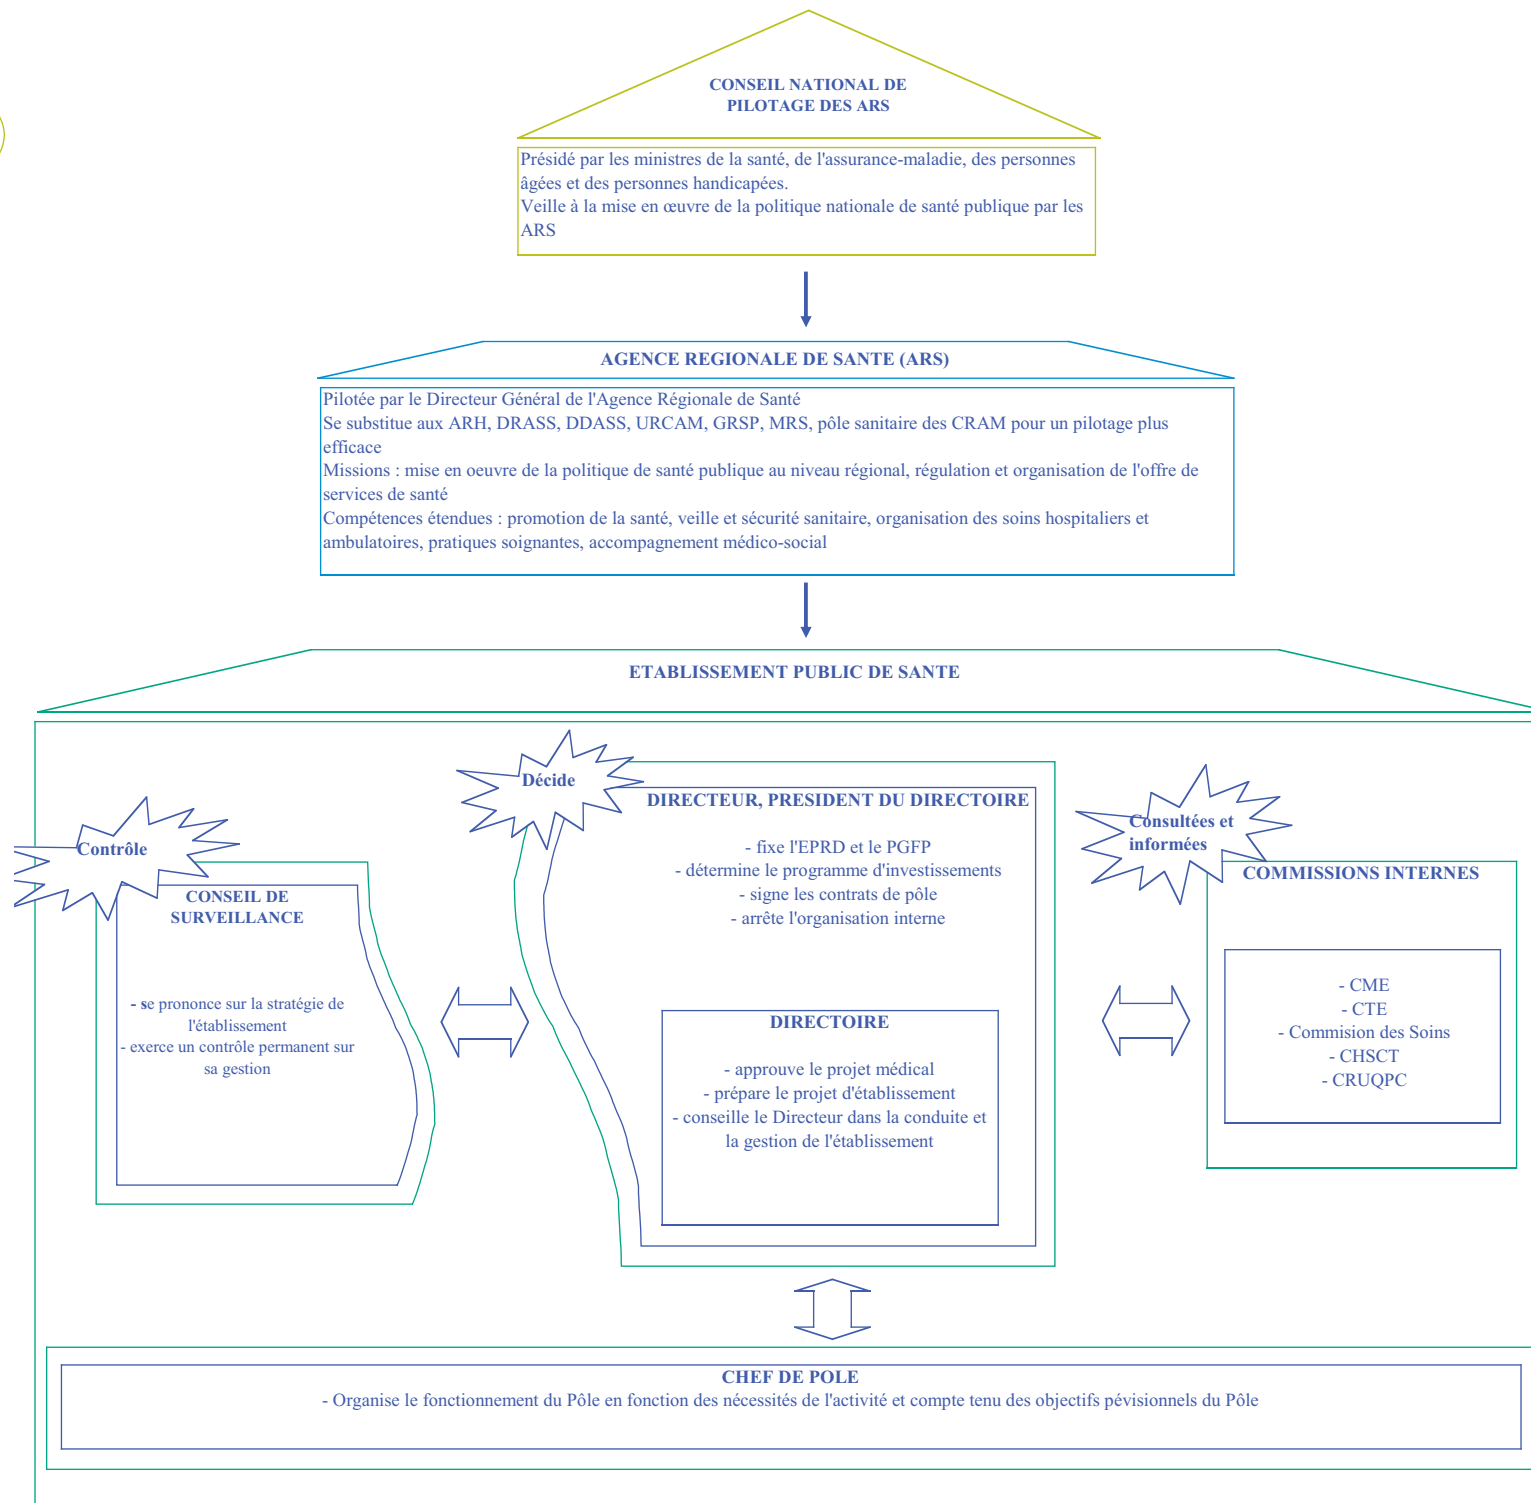 CONSEIL NATIONAL DE
PILOTAGE DES ARS
Présidé par les ministres de la santé, de l'assurance-maladie, des personnes
âgées et des personnes handicapées.
Veille à la mise en œuvre de la politique nationale de santé publique par les
ARS
AGENCE REGIONALE DE SANTE (ARS)
Pilotée par le Directeur Général de l'Agence Régionale de Santé
Se substitue aux ARH, DRASS, DDASS, URCAM, GRSP, MRS, pôle sanitaire des CRAM pour un pilotage plus
efficace
Missions : mise en oeuvre de la politique de santé publique au niveau régional, régulation et organisation de l'offre de
services de santé
Compétences étendues : promotion de la santé, veille et sécurité sanitaire, organisation des soins hospitaliers et
ambulatoires, pratiques soignantes, accompagnement médico-social
ETABLISSEMENT PUBLIC DE SANTE
Contrôle
CONSEIL DE
SURVEILLANCE
- se prononce sur la stratégie de
l'établissement
- exerce un contrôle permanent sur
sa gestion
Décide
DIRECTEUR, PRESIDENT DU DIRECTOIRE
- fixe l'EPRD et le PGFP
- détermine le programme d'investissements
- signe les contrats de pôle
- arrête l'organisation interne
DIRECTOIRE
- approuve le projet médical
- prépare le projet d'établissement
- conseille le Directeur dans la conduite et
la gestion de l'établissement
Consultées et
informées
COMMISSIONS INTERNES
- CME
- CTE
- Commision des Soins
- CHSCT
- CRUQPC
CHEF DE POLE
- Organise le fonctionnement du Pôle en fonction des nécessités de l'activité et compte tenu des objectifs pévisionnels du Pôle